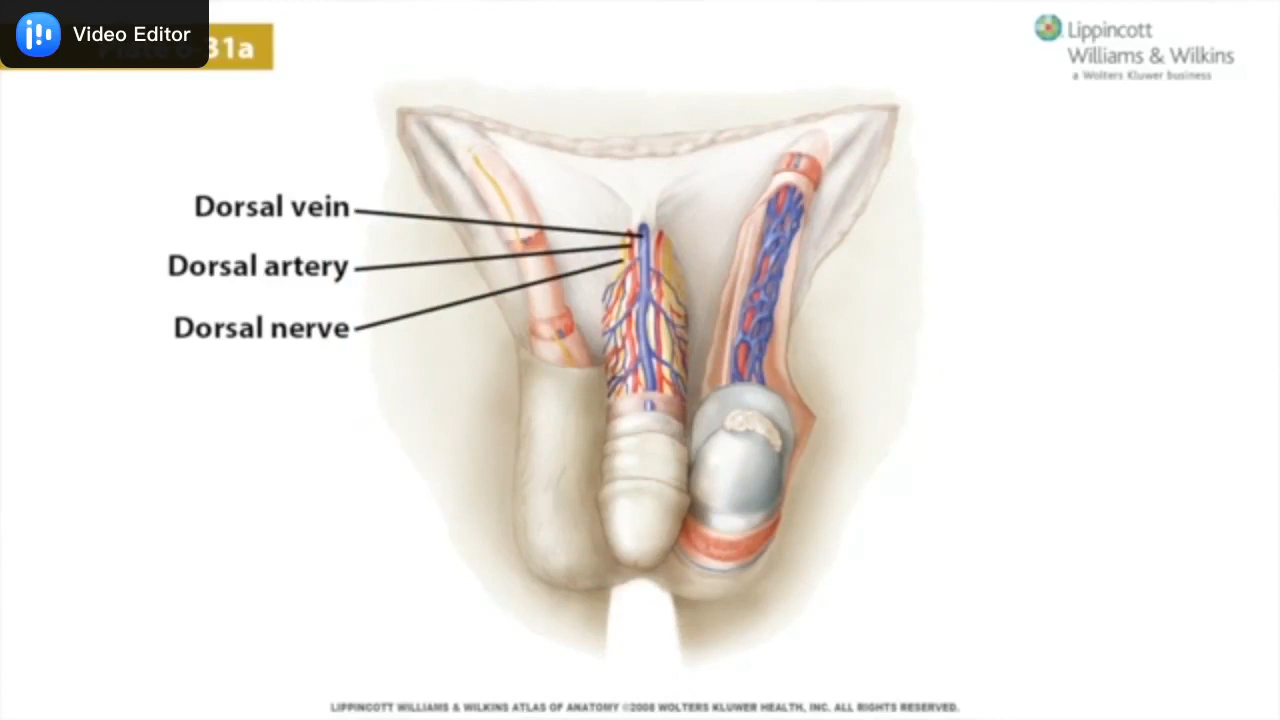 Video Editor
31a
Lippincott
Williams & Wilkins
a Wolters Kluwer business
Dorsal vein
Dorsal artery
Dorsal nerve
LIPPINCOTT WILLIAMS & WILKINS ATLAS OF ANATOMY ©2008 WOLTERS KLUWER HEALTH, INC. ALL RIGHTS RESERVED.